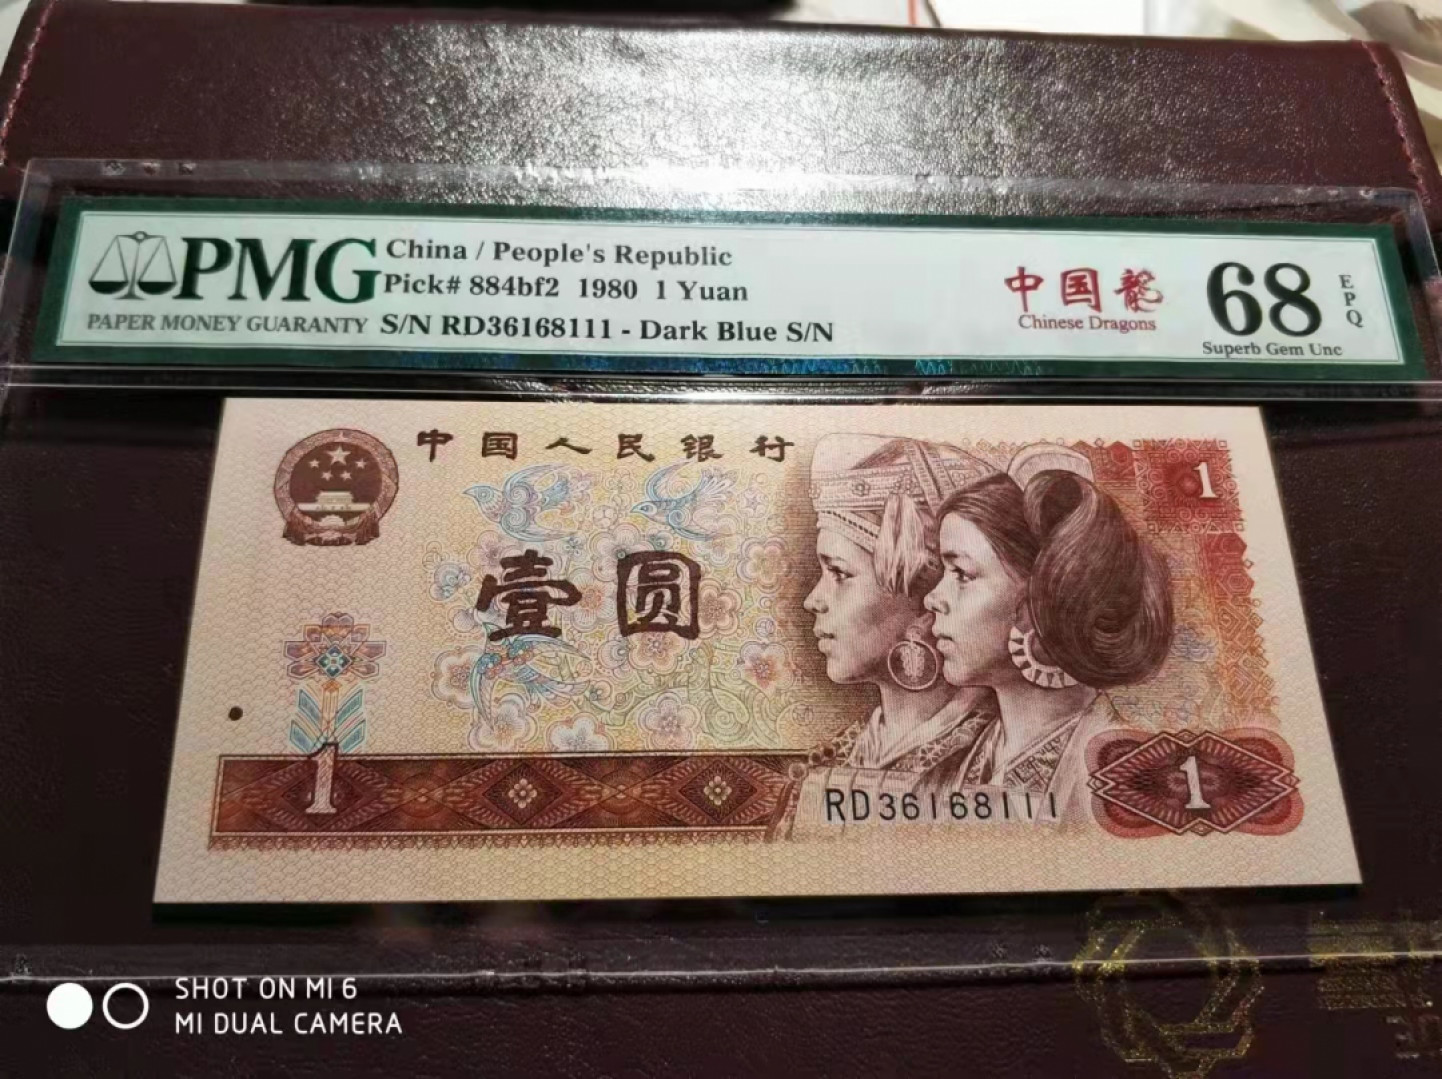 PMG
PAPER MONEY GUARANTY
China / People's Republic
Pick# 884bf2 1980 1 Yuan
S/N RD36168111 - Dark Blue S/N
中国龍
Chinese Dragons
68
EPQ
Superb Gem Unc
中国人民银行
1
壹圆
1
RD36168111
1
SHOT ON MI 6
MI DUAL CAMERA